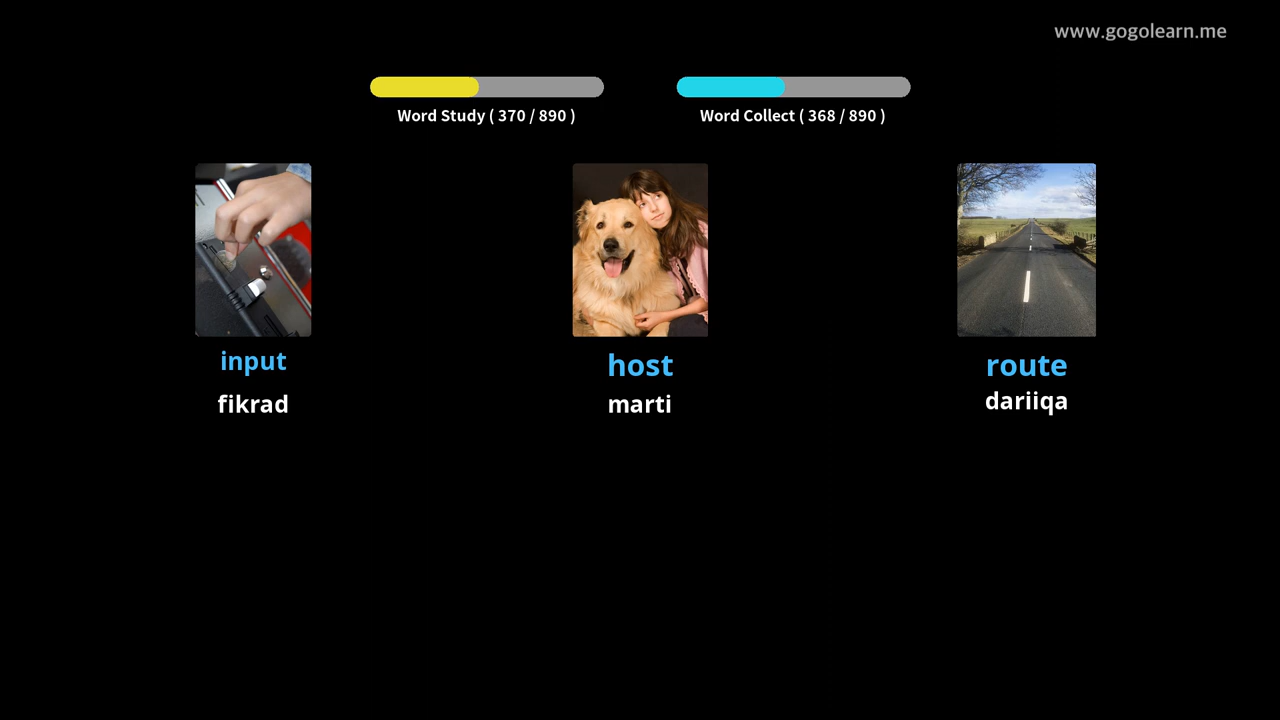 www.gogolearn.me
Word Study ( 370 / 890 )
Word Collect ( 368 / 890 )
input
host
route
fikrad
marti
dariiqa